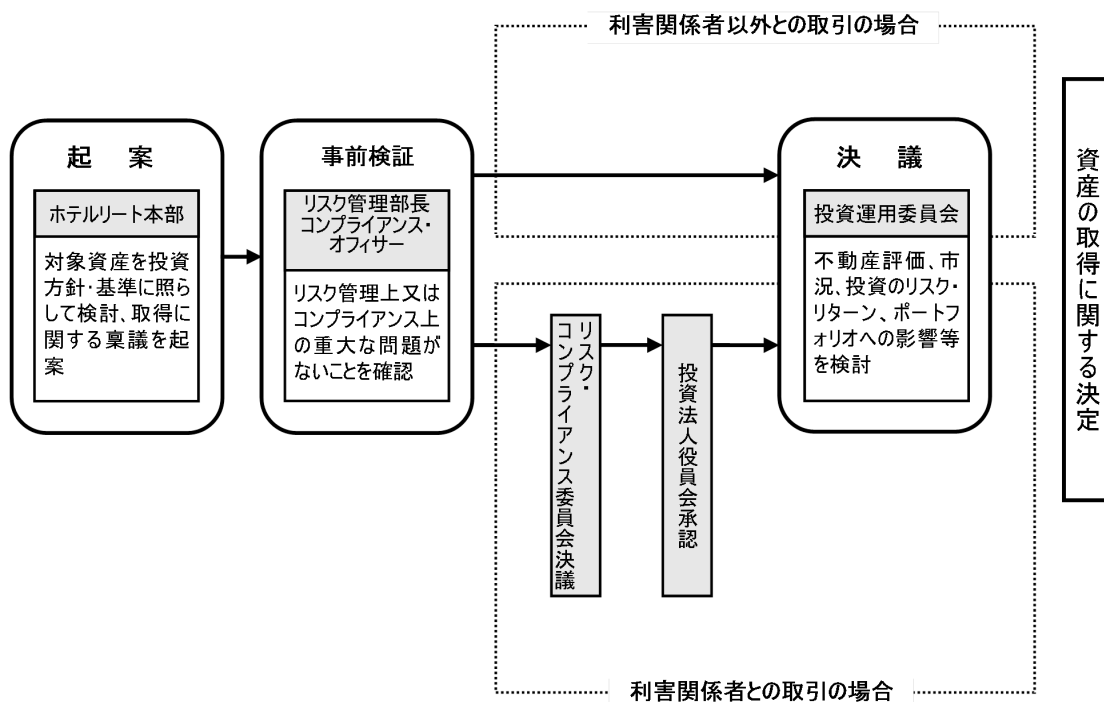 利害関係者以外との取引の場合
起　案
ホテルリート本部
対象資産を投資
方針・基準に照ら
して検討、取得に
関する稟議を起
案
事前検証
リスク管理部長
コンプライアンス・
オフィサー
リスク管理上又は
コンプライアンス上
の重大な問題が
ないことを確認
リスク・
コンプライアンス委員会決議
投資法人役員会承認
決　議
投資運用委員会
不動産評価、市
況、投資のリスク・
リターン、ポートフ
ォリオへの影響等
を検討
資産の取得に関する決定
利害関係者との取引の場合